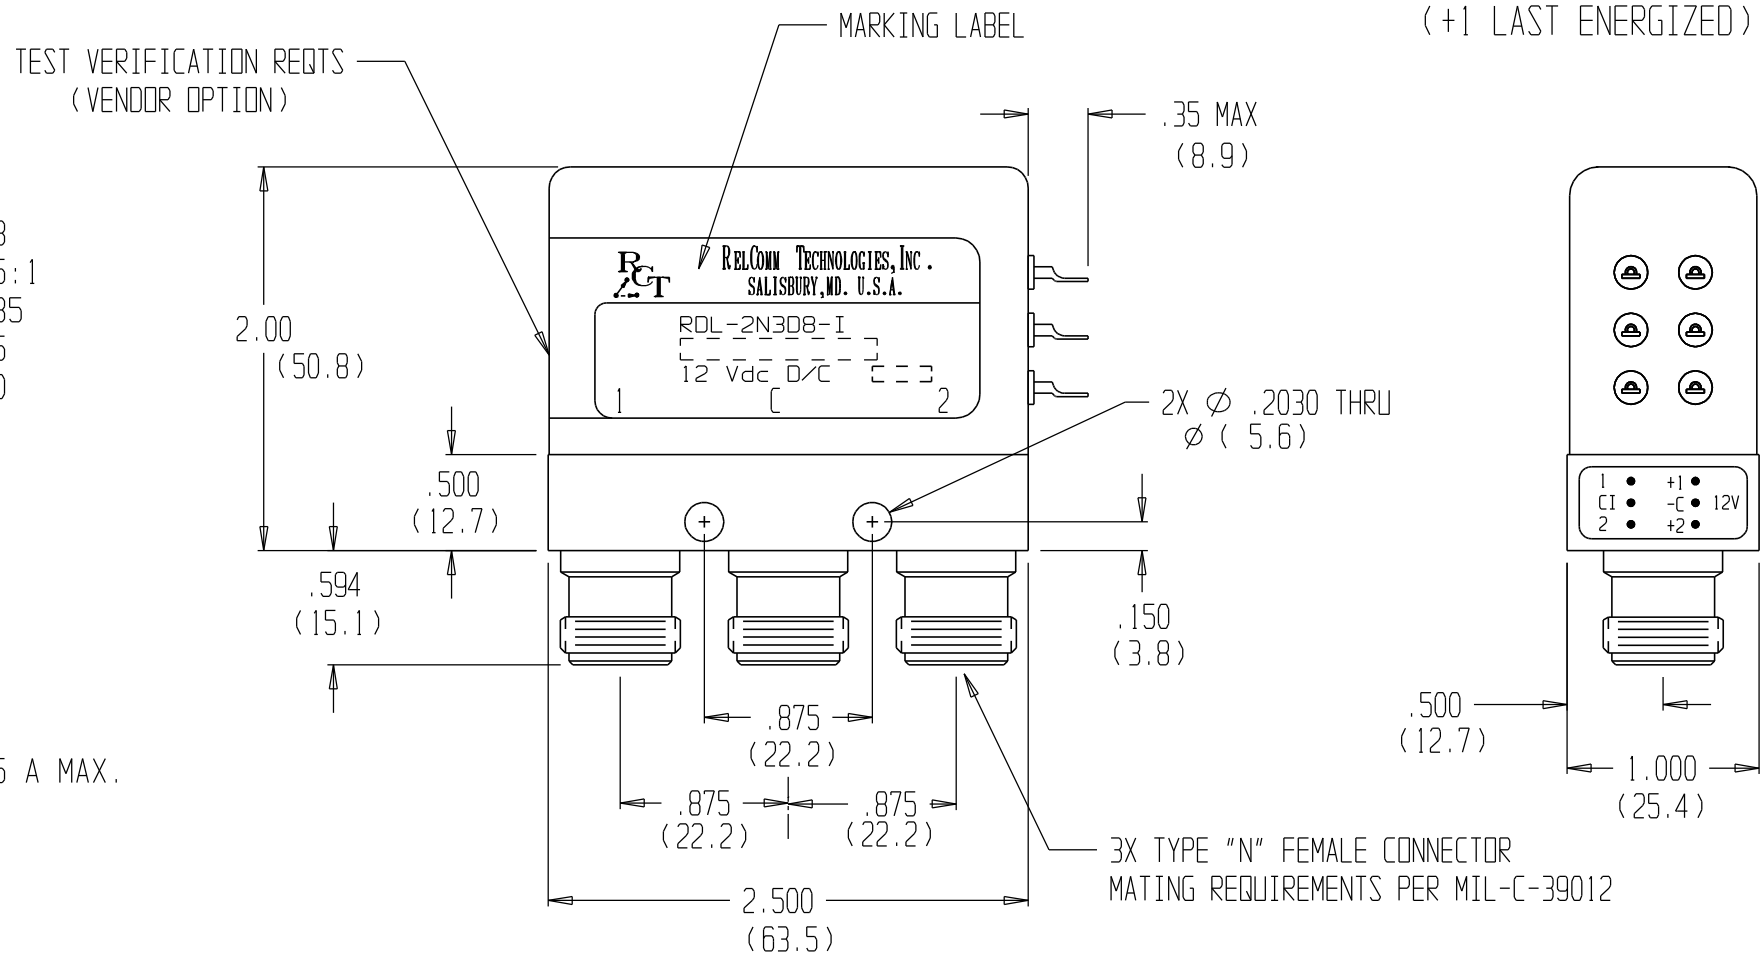 MARKING LABEL
(+1 LAST ENERGIZED)
TEST VERIFICATION REQTS
(VENDOR OPTION)
.35 MAX
(8.9)
:1
2.00
(50.8)
RCT
RELCOMM TECHNOLOGIES, INC.
SALISBURY, MD. U.S.A.
RDL-2N3D8-I
12 Vdc D/C
1 C 2
2X Ø .2030 THRU
Ø ( 5.6)
.500
(12.7)
.594
(15.1)
.150
(3.8)
1 +1
CI -C 12V
2 +2
.875
(22.2)
.875
(22.2)
.875
(22.2)
2.500
(63.5)
.500
(12.7)
1.000
(25.4)
A MAX.
3X TYPE "N" FEMALE CONNECTOR
MATING REQUIREMENTS PER MIL-C-39012